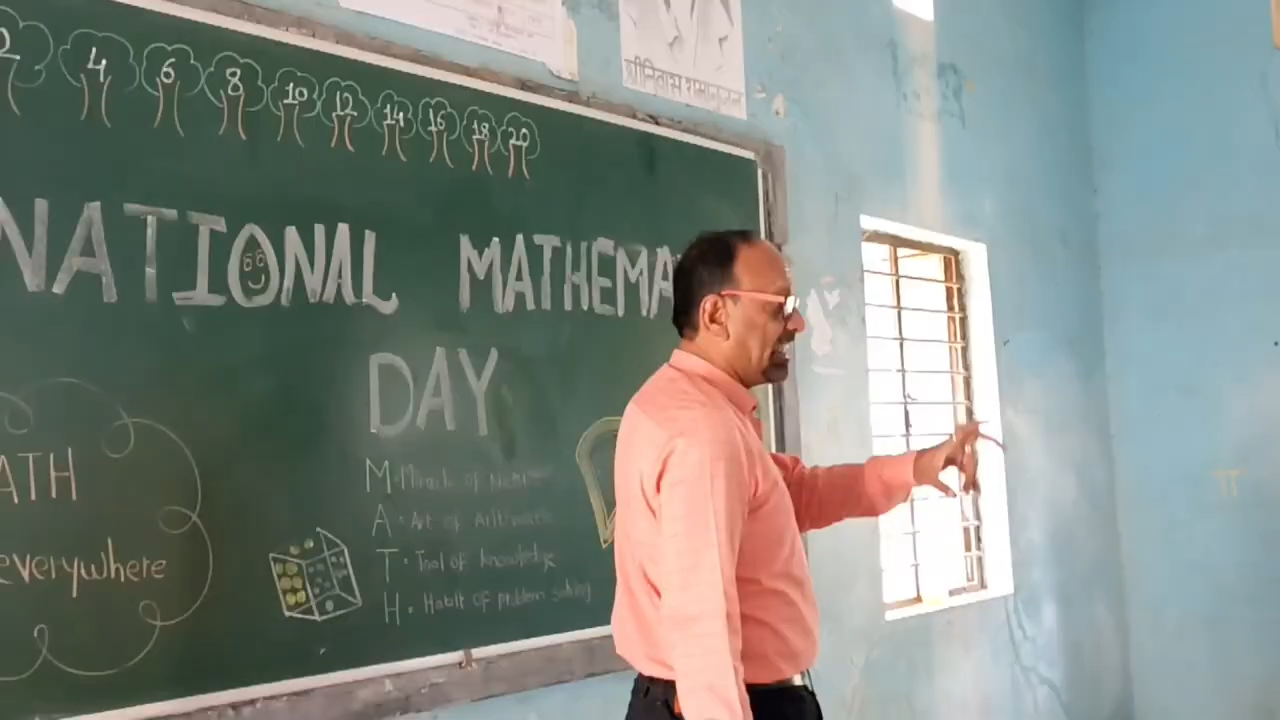 श्रीनिवास रामानुजन
2 4 6 8 10 12 14 16 18 20
NATIONAL MATHEMA
DAY
ATH
everywhere
M. Miracle of Nature
A. Art of Arithmetic
T. Tool of knowledge
H. Habit of problem solving
π